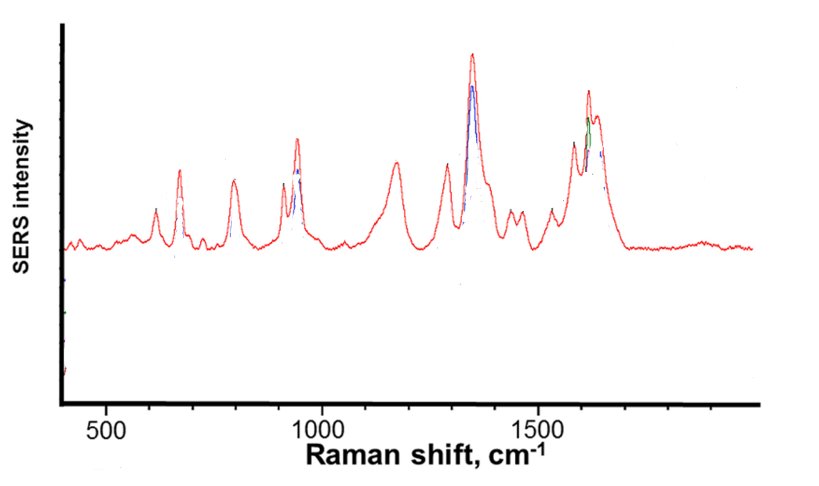 SERS intensity
500 1000 1500
Raman shift, cm-1